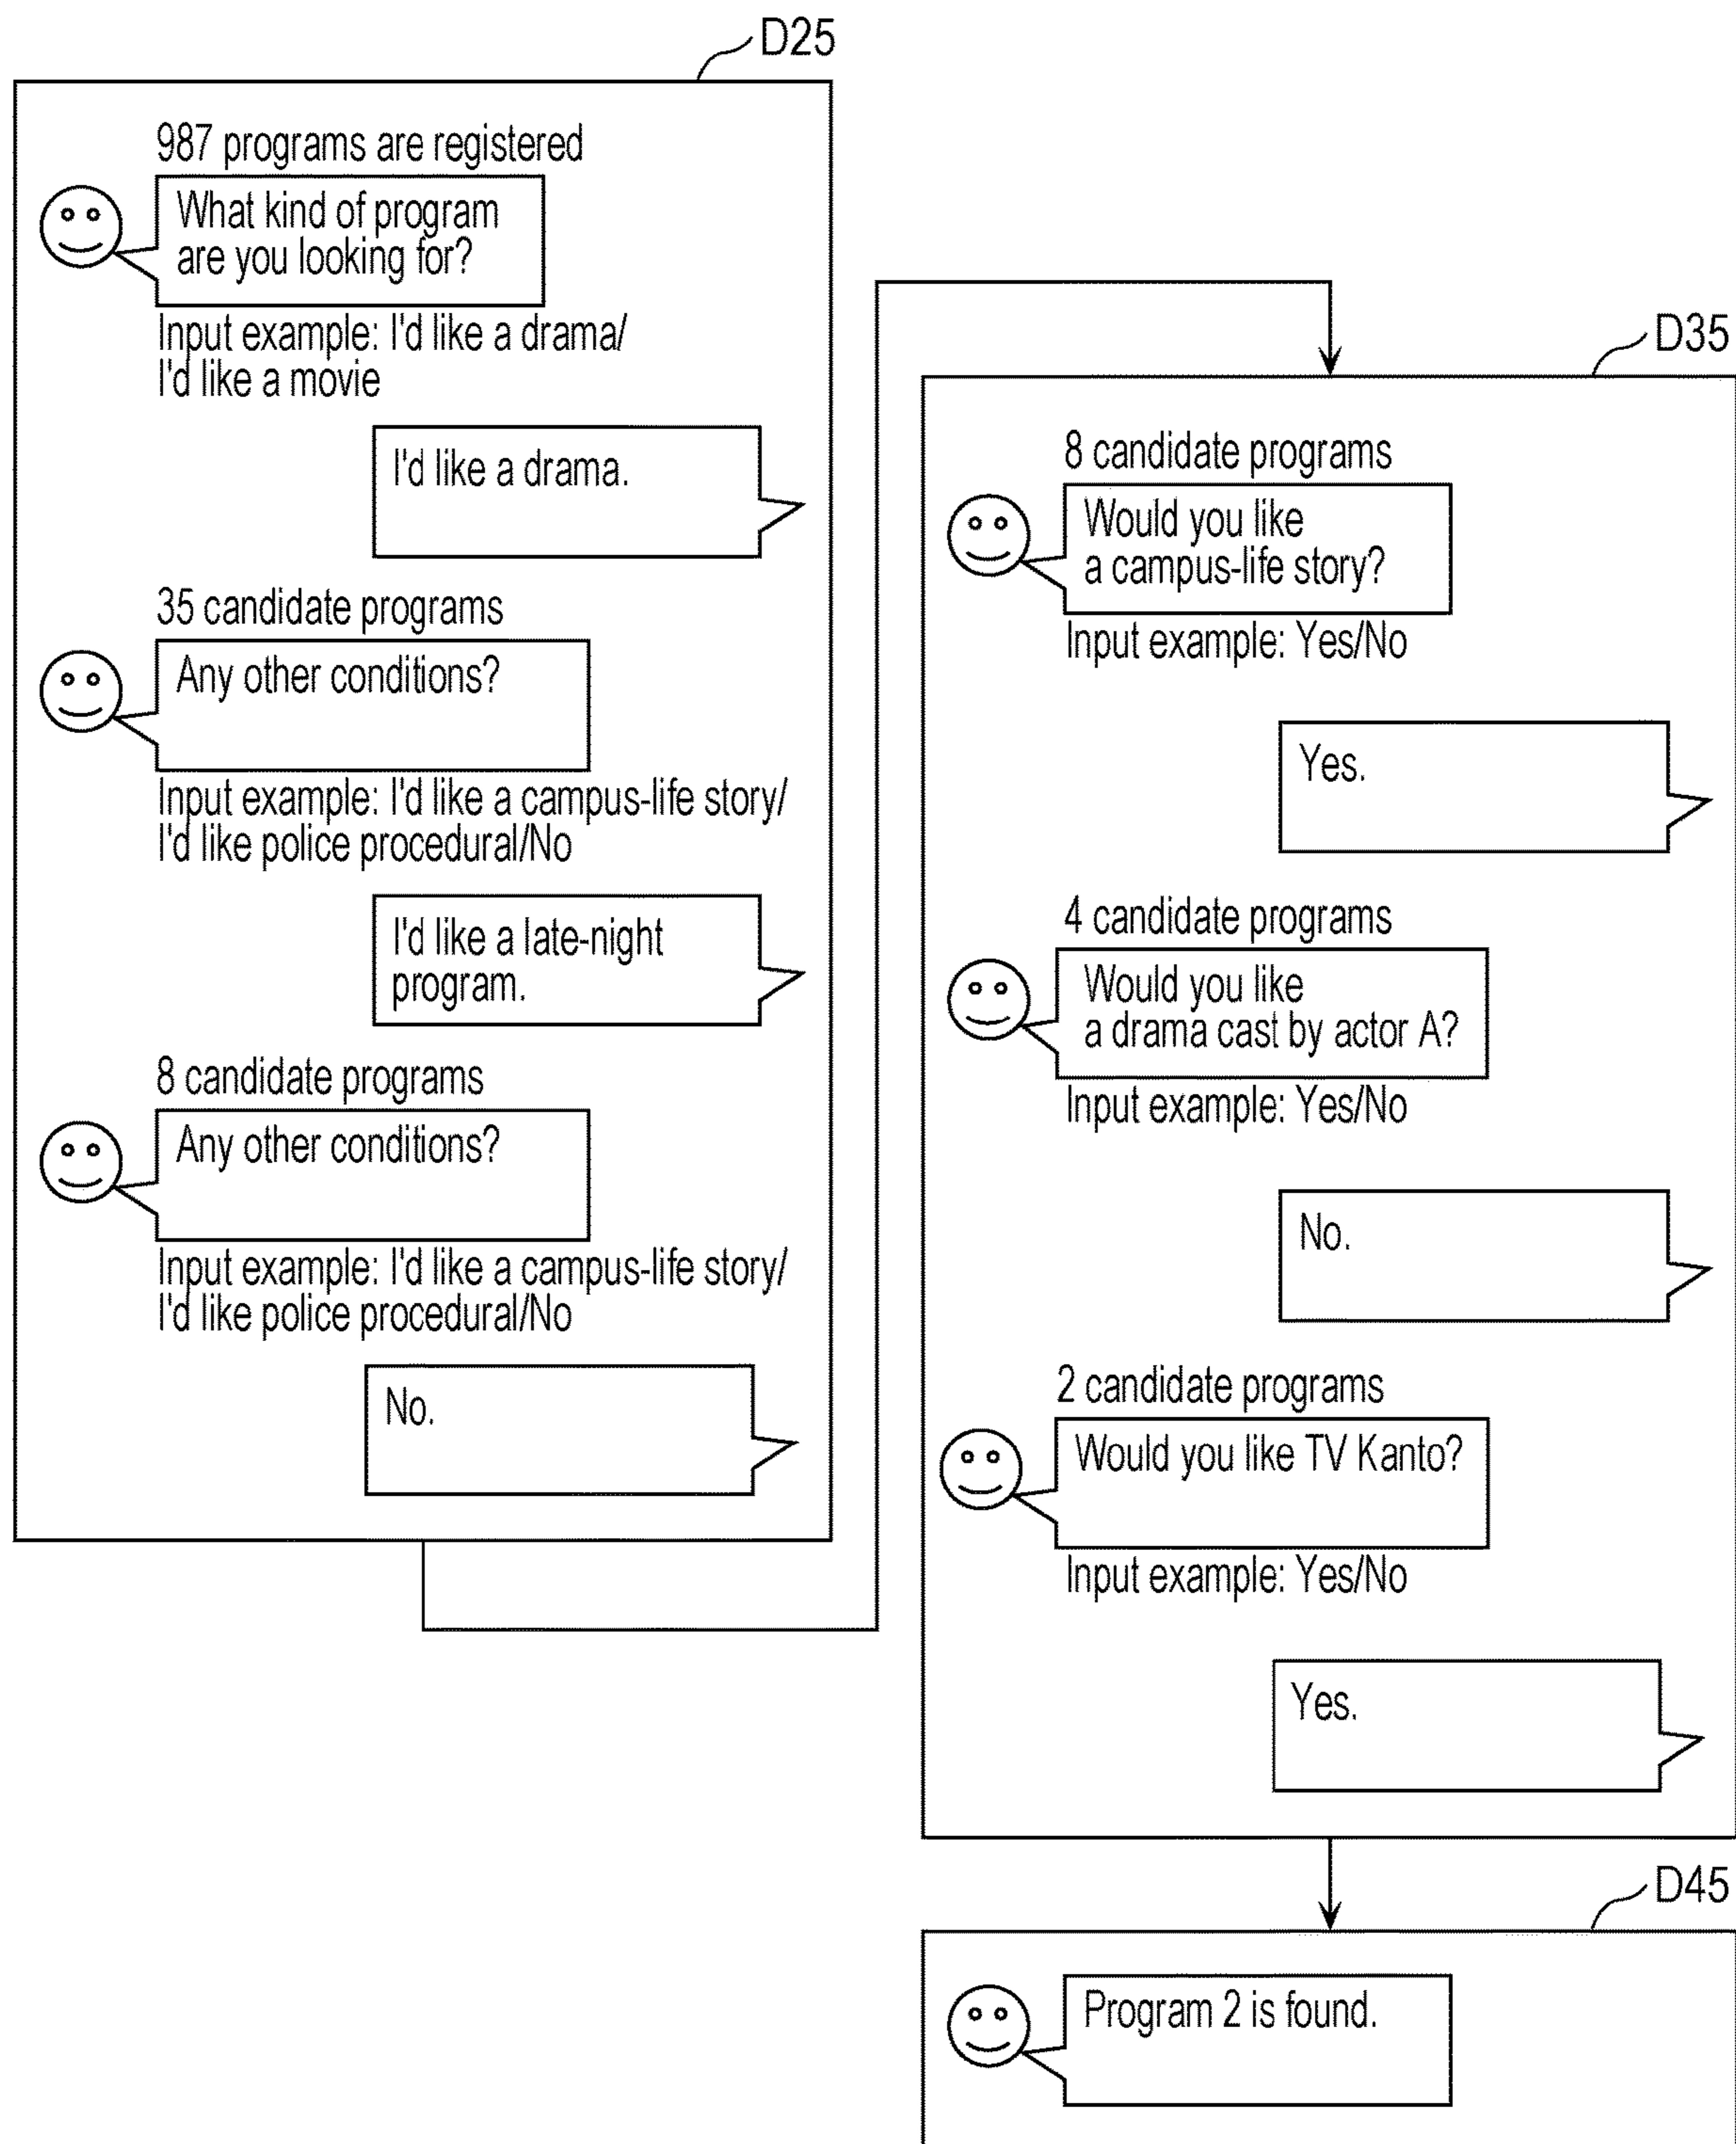 D25
987 programs are registered
What kind of program
are you looking for?
Input example: I'd like a drama/
I'd like a movie
I'd like a drama.
35 candidate programs
Any other conditions?
Input example: I'd like a campus-life story/
I'd like police procedural/No
I'd like a late-night
program.
8 candidate programs
Any other conditions?
Input example: I'd like a campus-life story/
I'd like police procedural/No
No.
D35
8 candidate programs
Would you like
a campus-life story?
Input example: Yes/No
Yes.
4 candidate programs
Would you like
a drama cast by actor A?
Input example: Yes/No
No.
2 candidate programs
Would you like TV Kanto?
Input example: Yes/No
Yes.
D45
Program 2 is found.